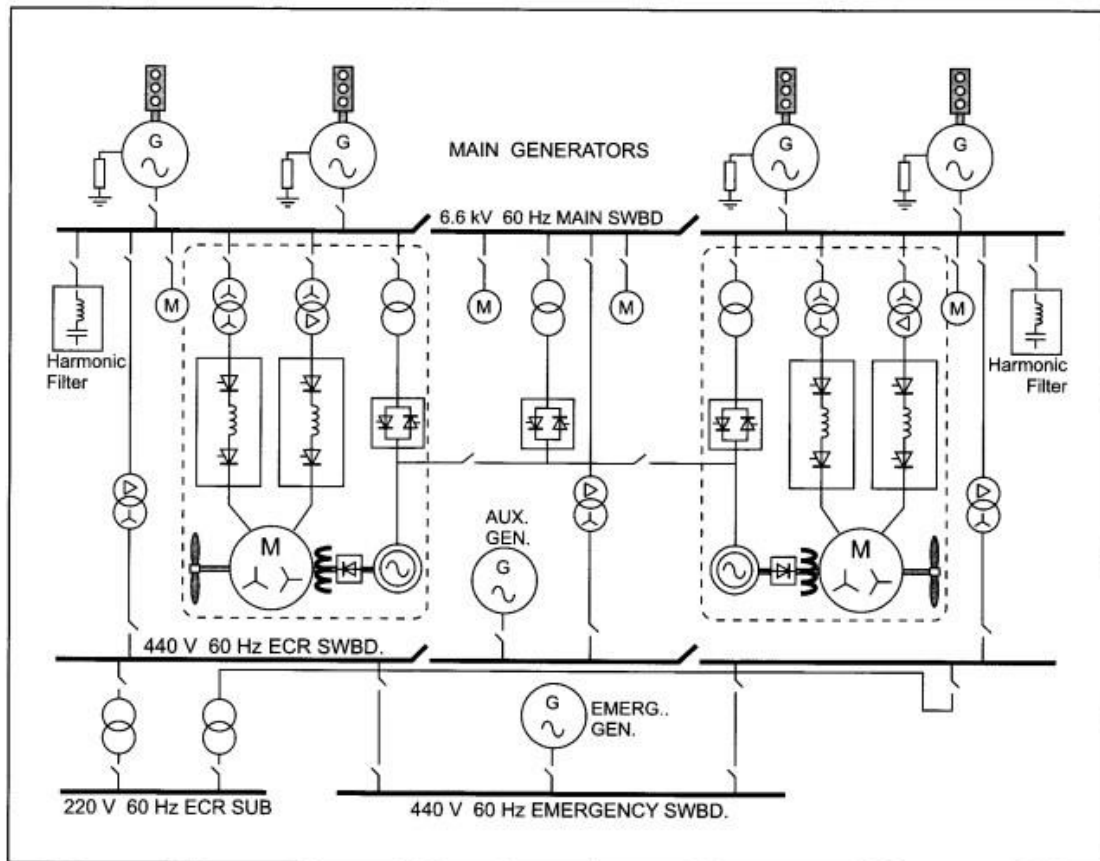 G
G
MAIN GENERATORS
G
G
6.6 kV 60 Hz MAIN SWBD
M
M
M
M
Harmonic
Filter
Harmonic
Filter
M
AUX.
GEN.
G
M
440 V 60 Hz ECR SWBD.
G
EMERG..
GEN.
220 V 60 Hz ECR SUB
440 V 60 Hz EMERGENCY SWBD.